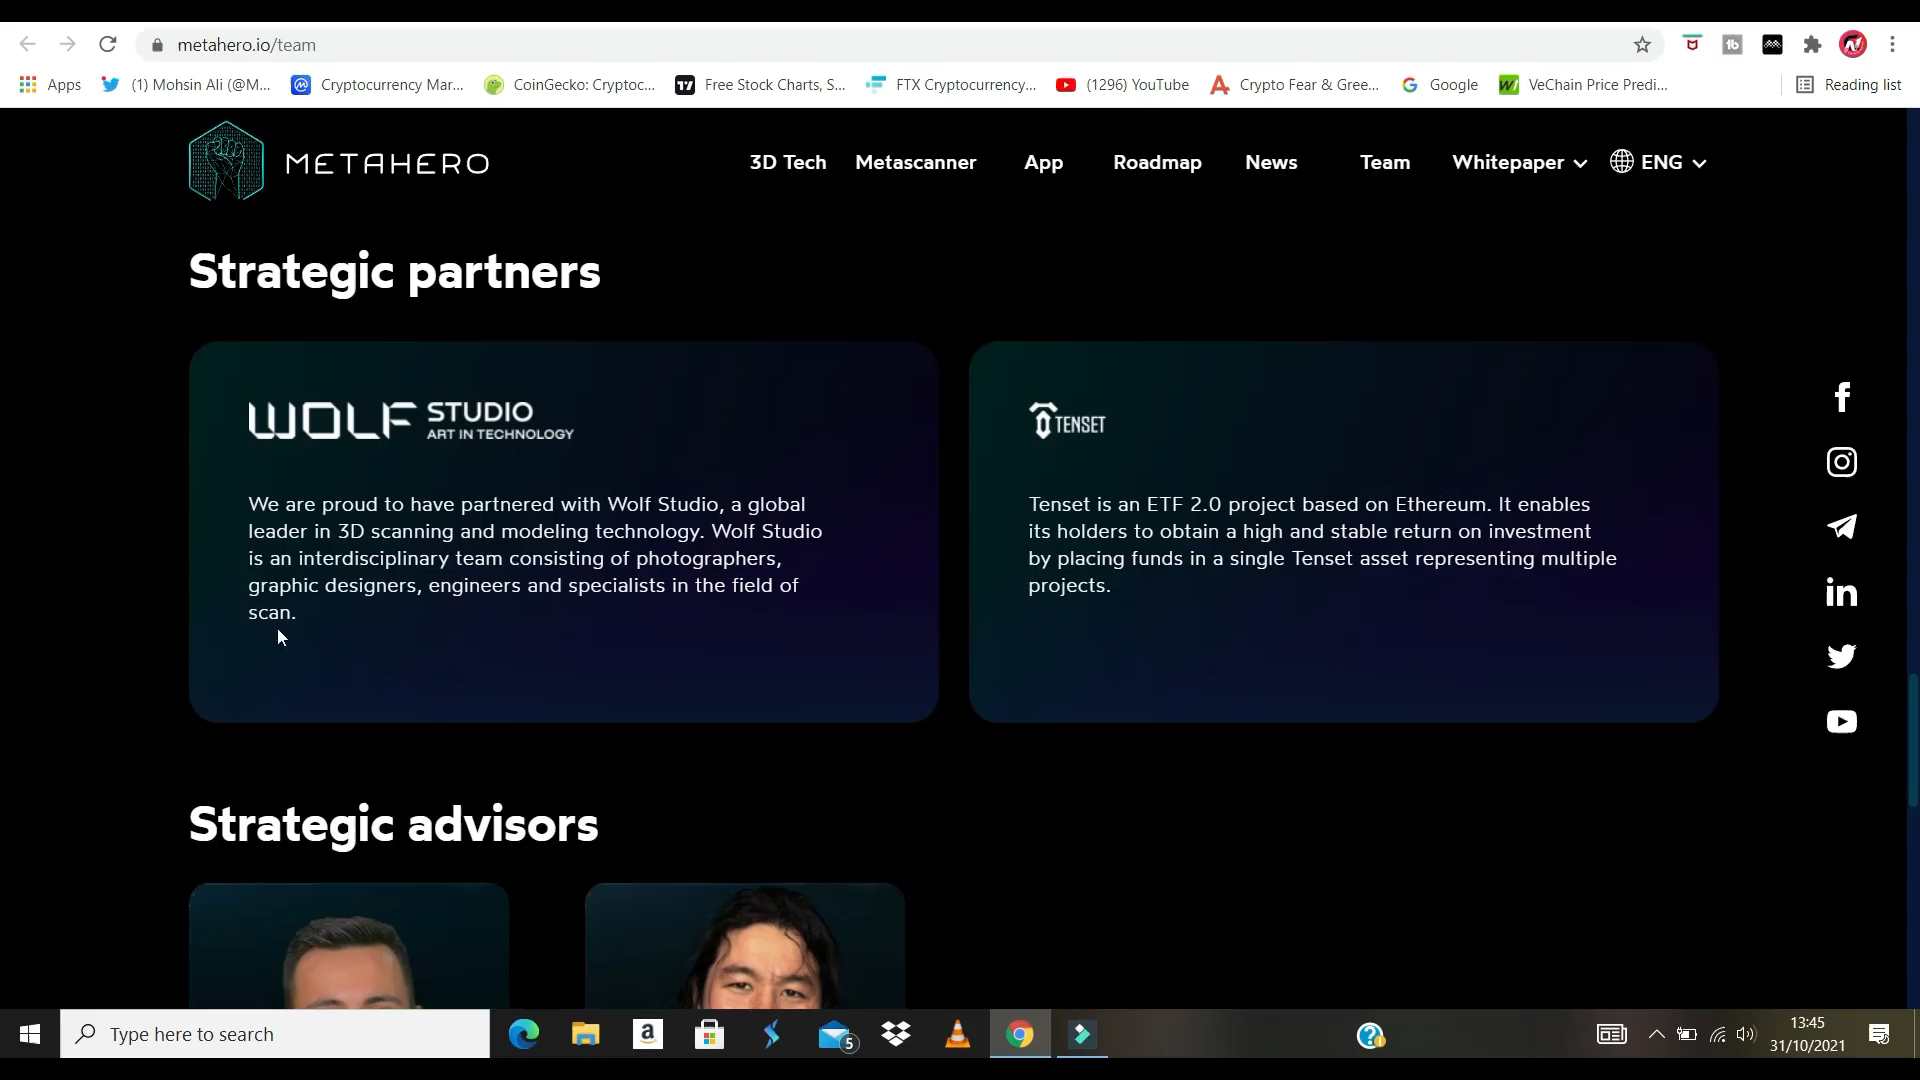 metahero.io/team
Apps
(1) Mohsin Ali (@M...
Cryptocurrency Mar...
CoinGecko: Cryptoc...
Free Stock Charts, S...
FTX Cryptocurrency...
(1296) YouTube
Crypto Fear & Gree...
Google
VeChain Price Predi...
Reading list
METAHERO
3D Tech
Metascanner
App
Roadmap
News
Team
Whitepaper
ENG
Strategic partners
WOLF STUDIO
ART IN TECHNOLOGY
We are proud to have partnered with Wolf Studio, a global
leader in 3D scanning and modeling technology. Wolf Studio
is an interdisciplinary team consisting of photographers,
graphic designers, engineers and specialists in the field of
scan.
TENSET
Tenset is an ETF 2.0 project based on Ethereum. It enables
its holders to obtain a high and stable return on investment
by placing funds in a single Tenset asset representing multiple
projects.
Strategic advisors
Type here to search
5
13:45
31/10/2021